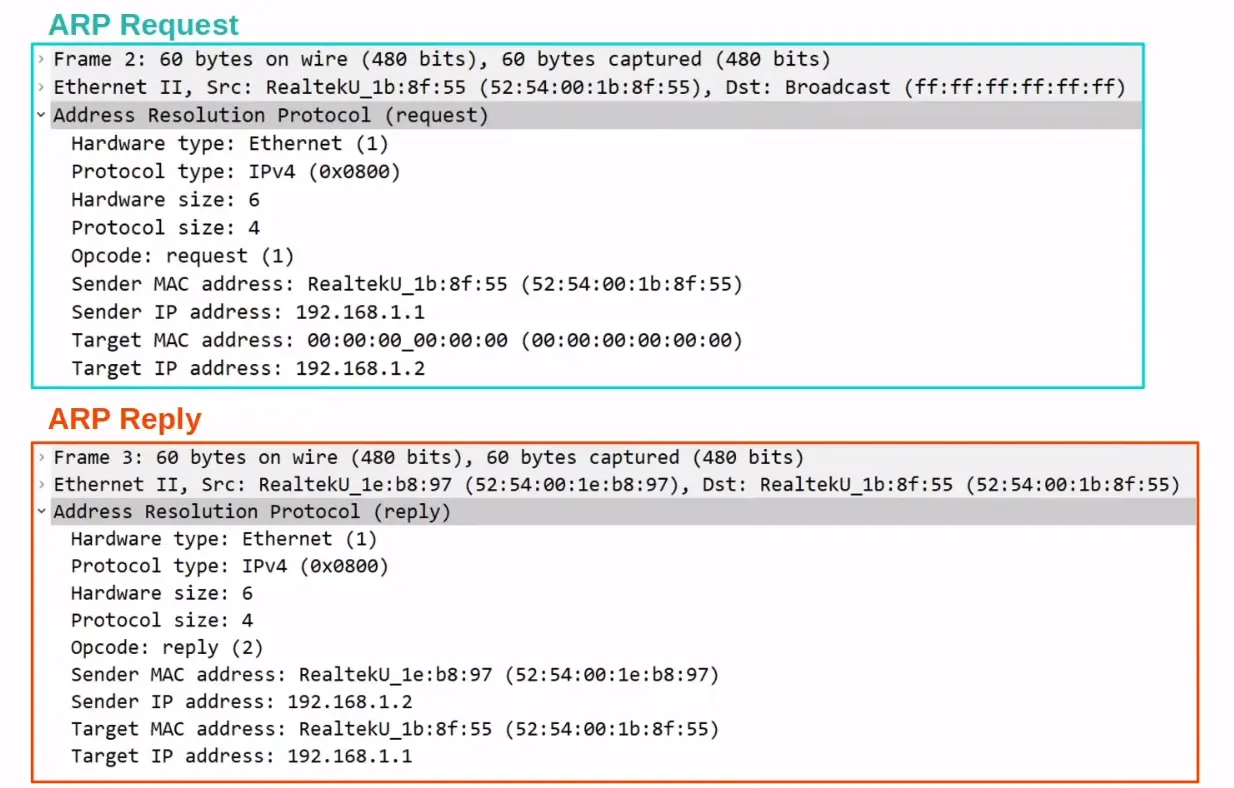 ARP Request
Frame 2: 60 bytes on wire (480 bits), 60 bytes captured (480 bits)
Ethernet II, Src: RealtekU_1b:8f:55 (52:54:00:1b:8f:55), Dst: Broadcast (ff:ff:ff:ff:ff:ff)
Address Resolution Protocol (request)
Hardware type: Ethernet (1)
Protocol type: IPv4 (0x0800)
Hardware size: 6
Protocol size: 4
Opcode: request (1)
Sender MAC address: RealtekU_1b:8f:55 (52:54:00:1b:8f:55)
Sender IP address: 192.168.1.1
Target MAC address: 00:00:00_00:00:00 (00:00:00:00:00:00)
Target IP address: 192.168.1.2
ARP Reply
Frame 3: 60 bytes on wire (480 bits), 60 bytes captured (480 bits)
Ethernet II, Src: RealtekU_1e:b8:97 (52:54:00:1e:b8:97), Dst: RealtekU_1b:8f:55 (52:54:00:1b:8f:55)
Address Resolution Protocol (reply)
Hardware type: Ethernet (1)
Protocol type: IPv4 (0x0800)
Hardware size: 6
Protocol size: 4
Opcode: reply (2)
Sender MAC address: RealtekU_1e:b8:97 (52:54:00:1e:b8:97)
Sender IP address: 192.168.1.2
Target MAC address: RealtekU_1b:8f:55 (52:54:00:1b:8f:55)
Target IP address: 192.168.1.1